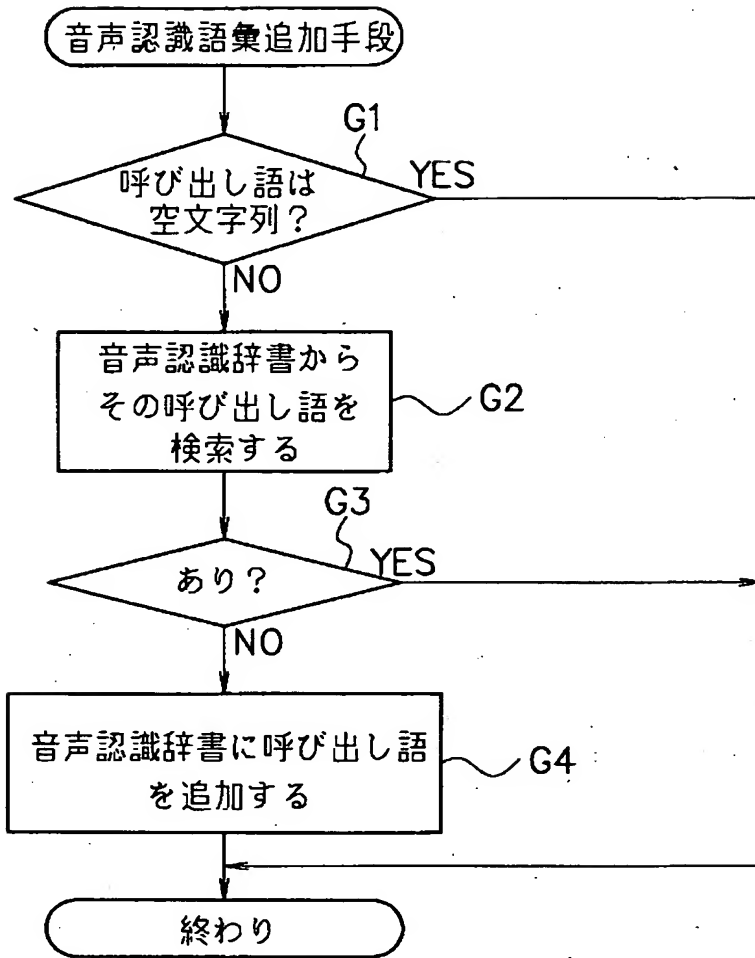 音声認識語彙追加手段
G1
呼び出し語は
空文字列？
YES
NO
音声認識辞書から
その呼び出し語を
検索する
G2
G3
あり？
YES
NO
音声認識辞書に呼び出し語
を追加する
G4
終わり